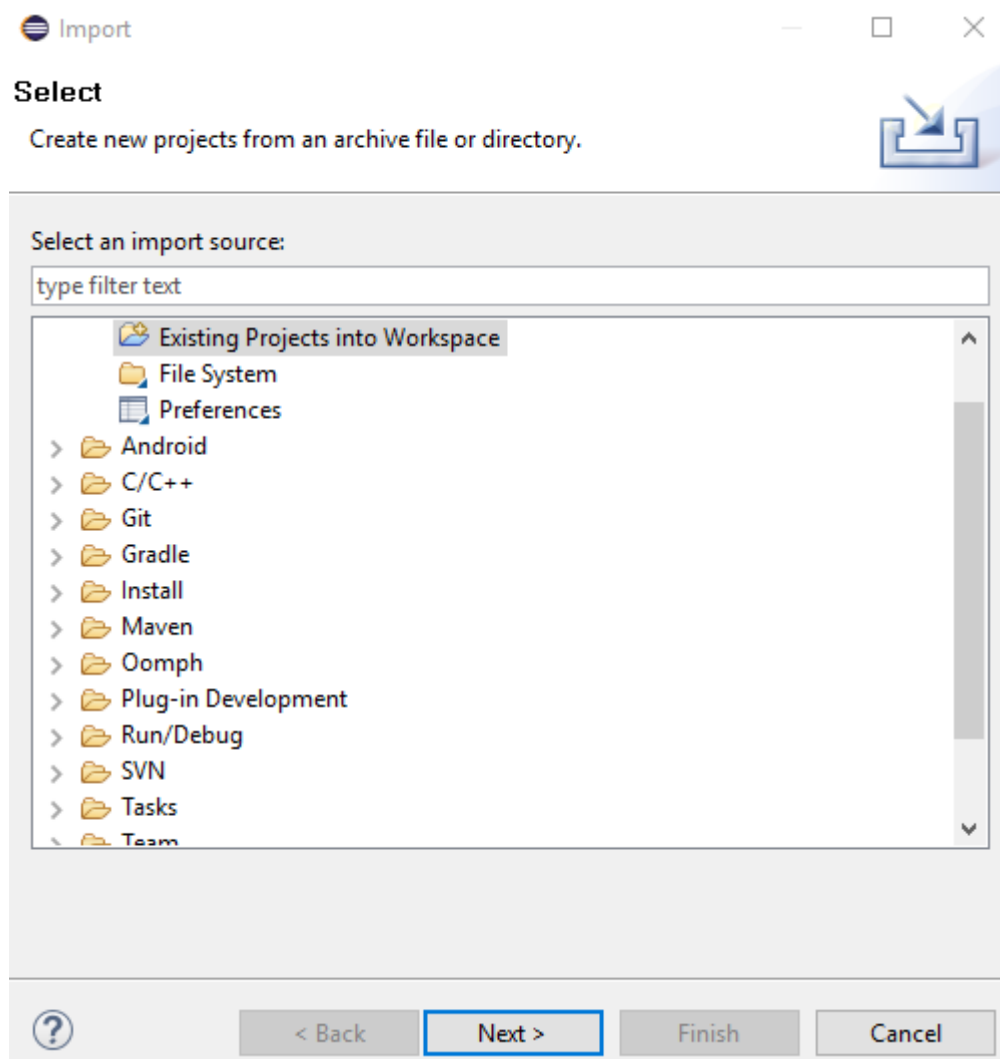 Import
Select
Create new projects from an archive file or directory.
Select an import source:
type filter text
Existing Projects into Workspace
File System
Preferences
Android
C/C++
Git
Gradle
Install
Maven
Oomph
Plug-in Development
Run/Debug
SVN
Tasks
Team
? < Back Next > Finish Cancel